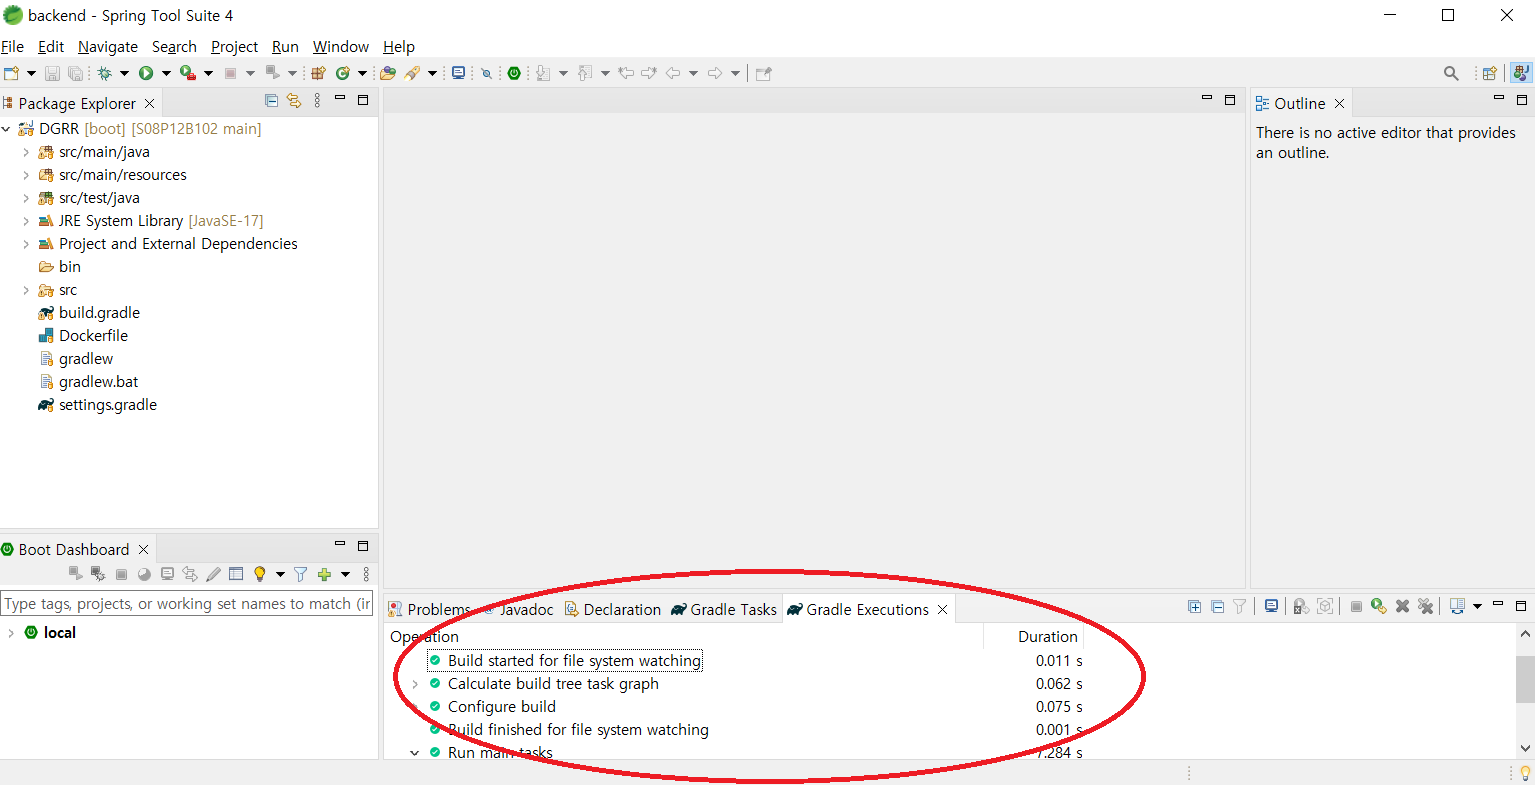 backend - Spring Tool Suite 4
File Edit Navigate Search Project Run Window Help
Package Explorer
DGRR [boot] [S08P12B102 main]
src/main/java
src/main/resources
src/test/java
JRE System Library [JavaSE-17]
Project and External Dependencies
bin
src
build.gradle
Dockerfile
gradlew
gradlew.bat
settings.gradle
Outline
There is no active editor that provides
an outline.
Boot Dashboard
Type tags, projects, or working set names to match (in
local
Problems Javadoc Declaration Gradle Tasks Gradle Executions
Operation Duration
Build started for file system watching 0.011 s
Calculate build tree task graph 0.062 s
Configure build 0.075 s
Build finished for file system watching 0.001 s
Run main tasks 7.284 s